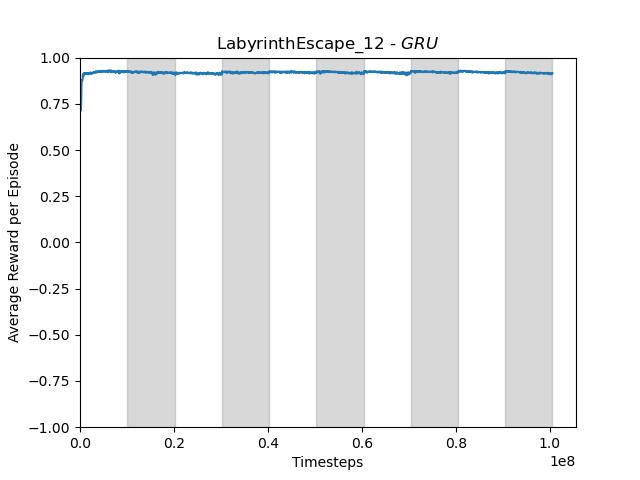 LabyrinthEscape_12 - GRU
1.00
0.75
0.50
0.25
0.00
−0.25
−0.50
−0.75
−1.00
Average Reward per Episode
0.0 0.2 0.4 0.6 0.8 1.0
1e8
Timesteps